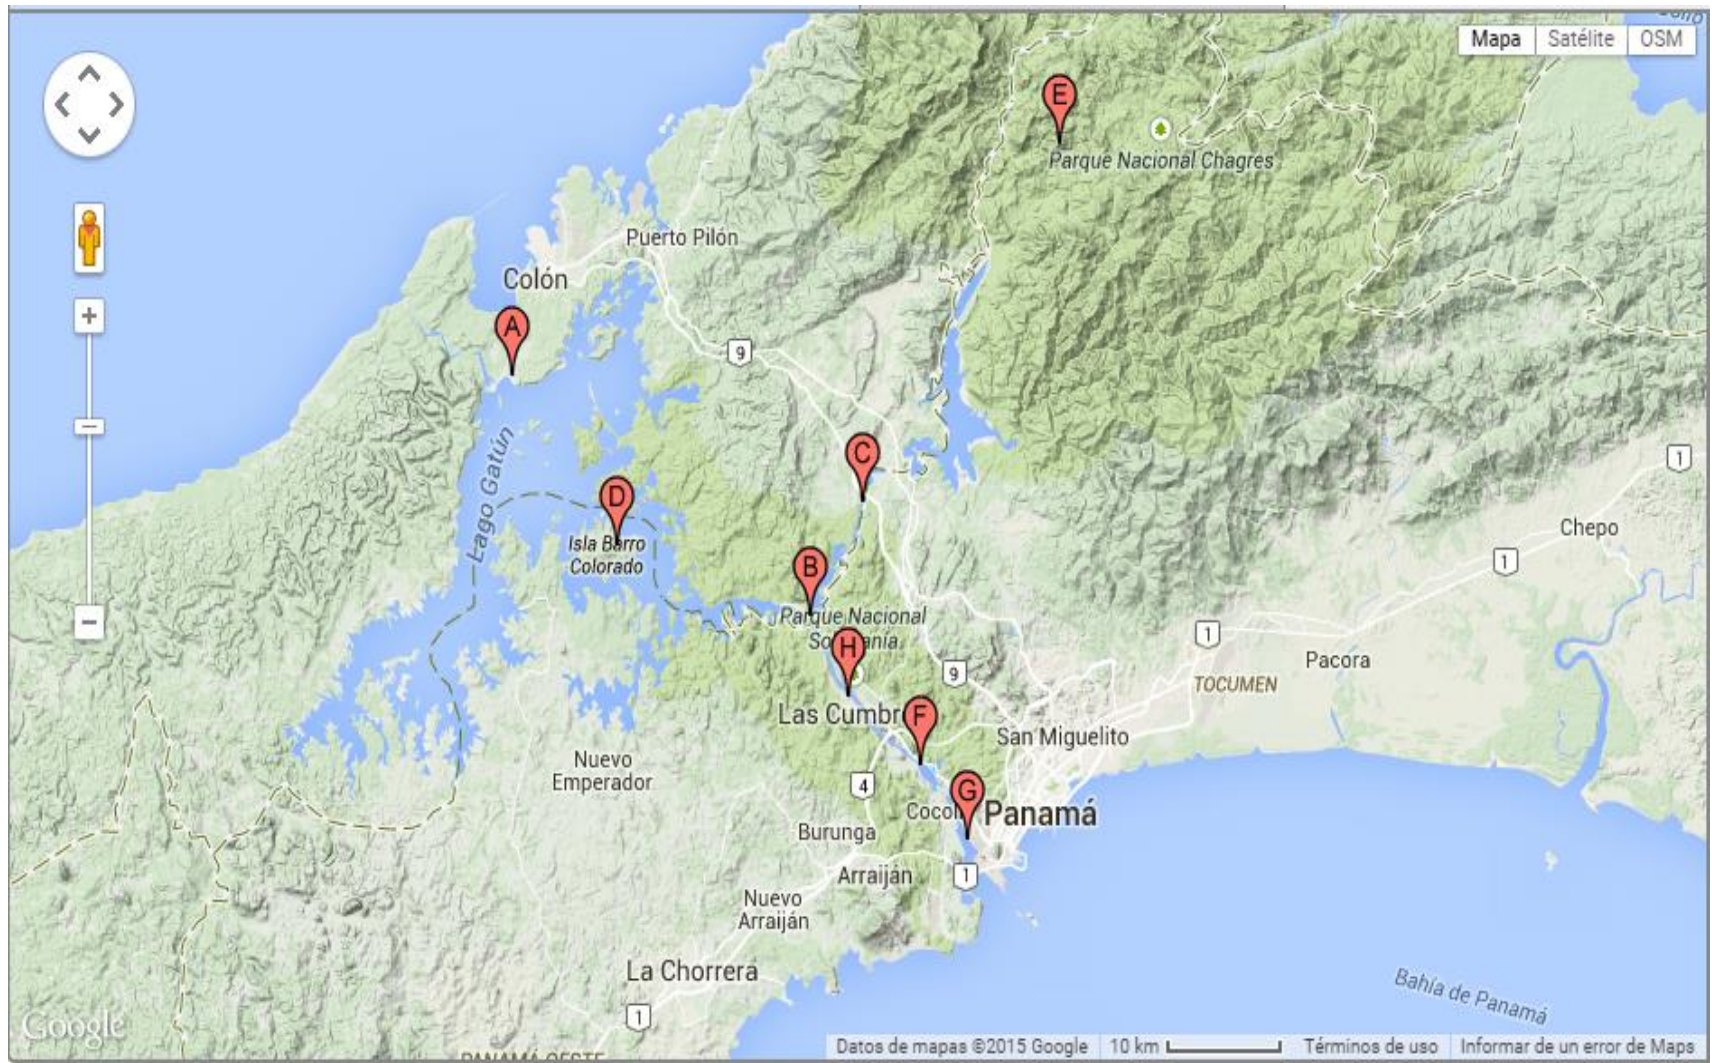 Mapa
Satélite
OSM
E
Parque Nacional Chagres
Puerto Pilón
Colón
A
9
C
1
Lago Gatún
D
Isla Barro
Colorado
Chepo
1
B
Parque Nacional
H
1
Pacora
9
TOCUMEN
F
San Miguelito
Nuevo
Emperador
4
G
Panamá
Burunga
Arraiján
1
Nuevo
Arraiján
La Chorrera
1
Bahía de Panamá
Google
Datos de mapas ©2015 Google
10 km
Términos de uso
Informar de un error de Maps